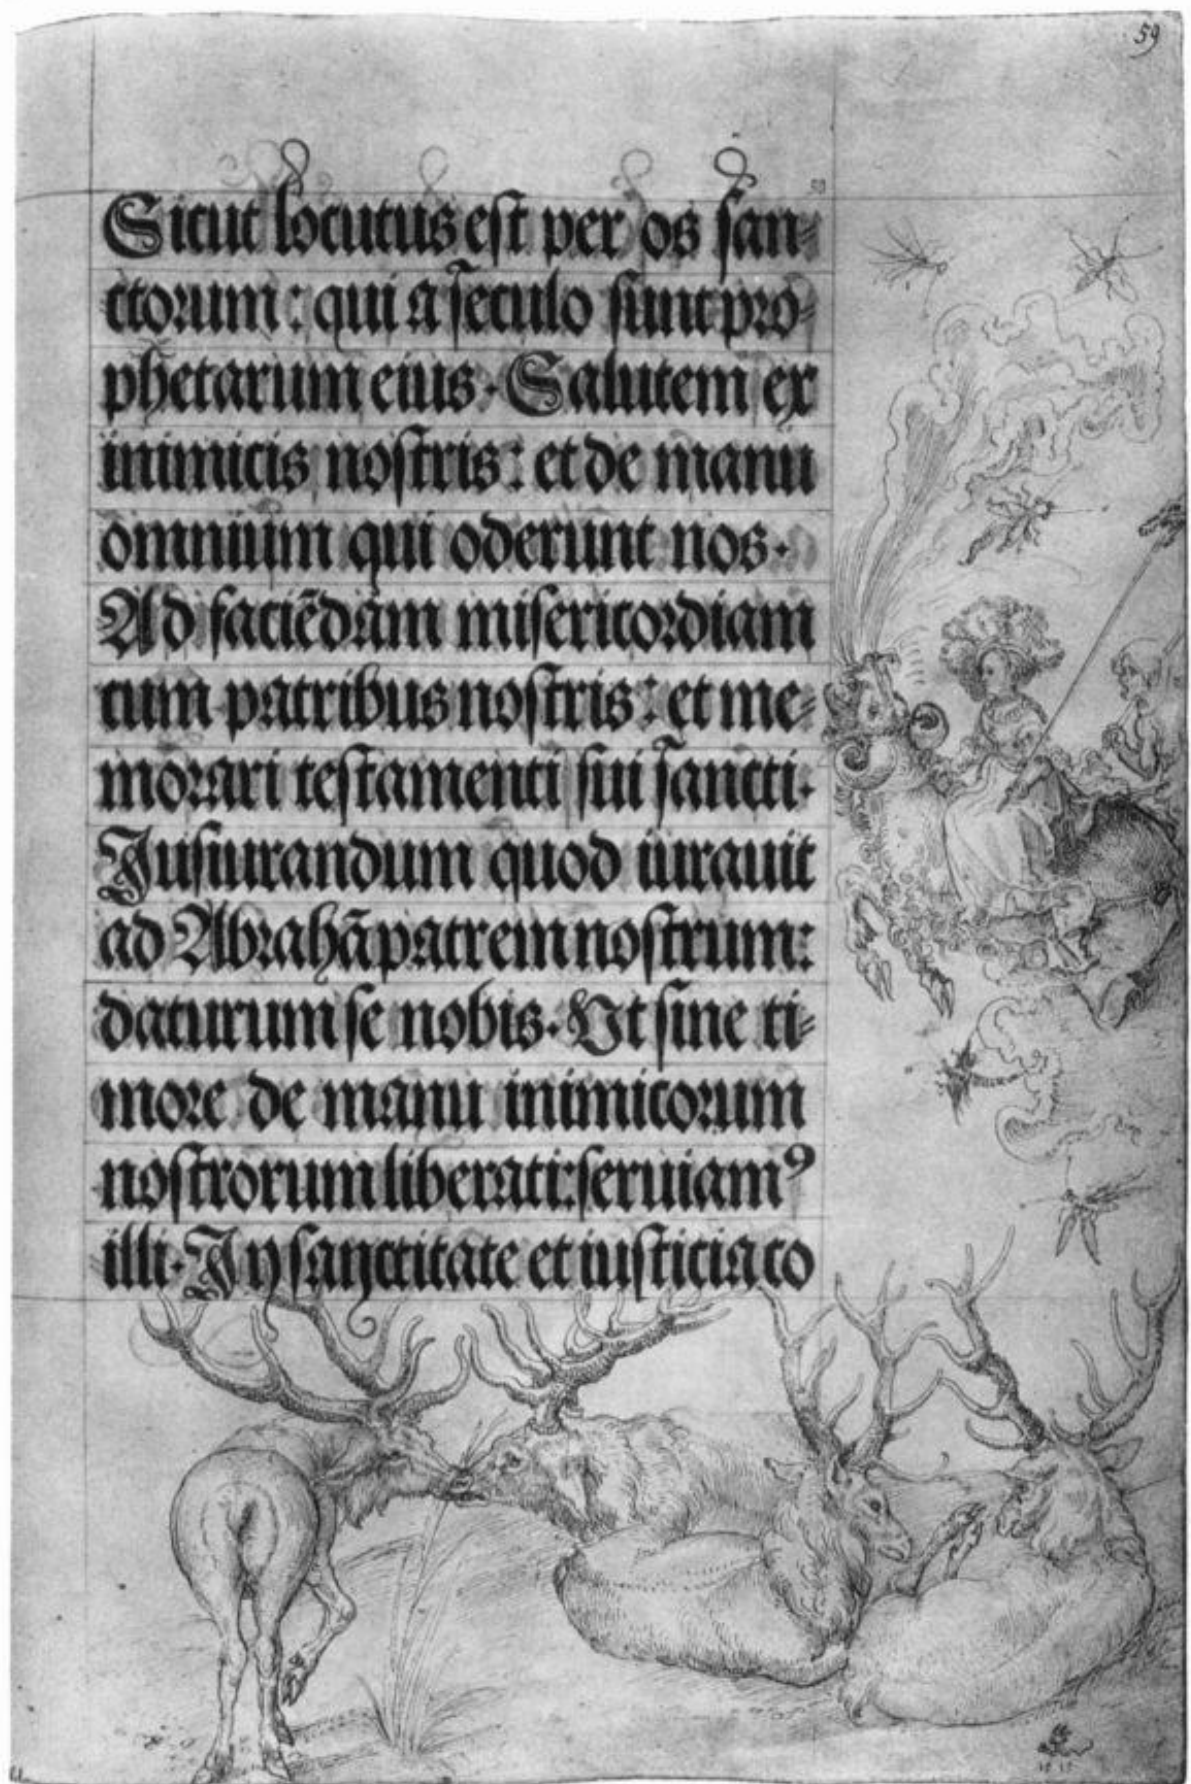 59
Sicut locutus est per os san-
ctorum: qui a seculo sunt pro-
phetarum eius. Salutem ex
inimicis nostris: et de manu
omnium qui oderunt nos.
Ad faciēdam misericordiam
cum patribus nostris: et me-
morari testamenti sui sancti.
Jusiurandum quod iurauit
ad Abrahā patrem nostrum:
daturum se nobis. Vt sine ti-
more de manu inimicorum
nostrorum liberati: seruiamꝰ
illi. In sanctitate et iusticia co